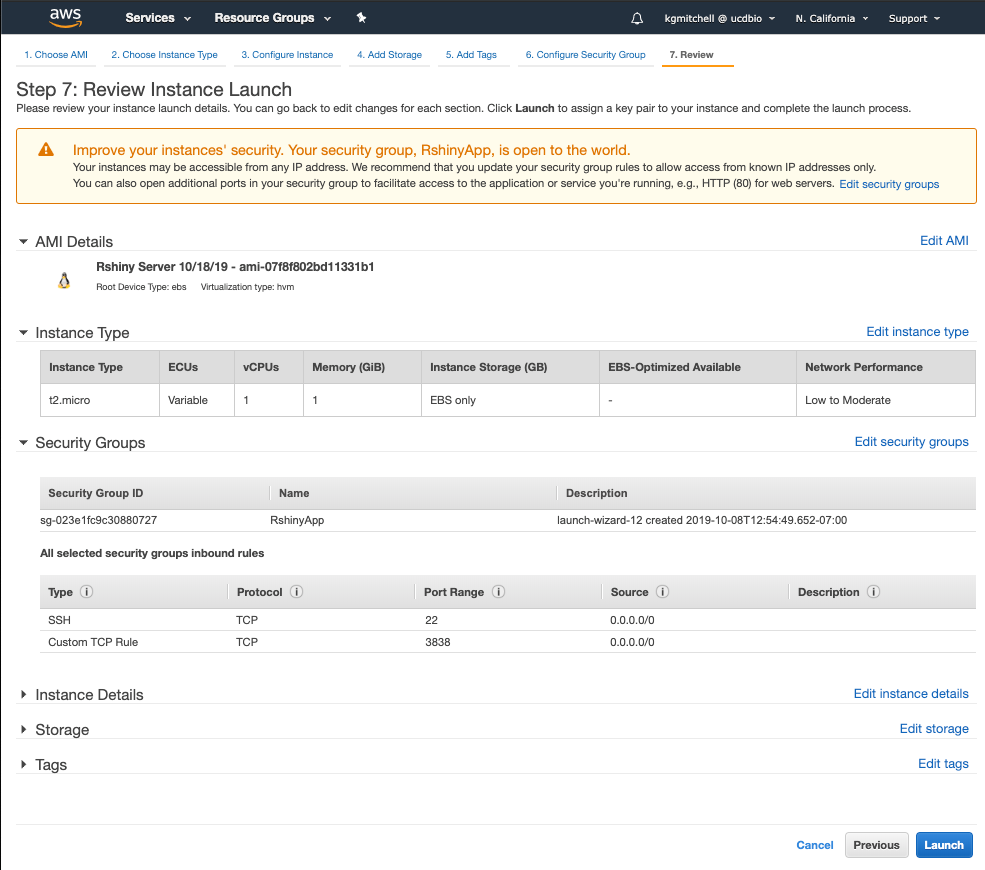 aws Services Resource Groups kgmitchell @ ucdbio N. California Support
1. Choose AMI 2. Choose Instance Type 3. Configure Instance 4. Add Storage 5. Add Tags 6. Configure Security Group 7. Review
Step 7: Review Instance Launch
Please review your instance launch details. You can go back to edit changes for each section. Click Launch to assign a key pair to your instance and complete the launch process.
Improve your instances' security. Your security group, RshinyApp, is open to the world.
Your instances may be accessible from any IP address. We recommend that you update your security group rules to allow access from known IP addresses only.
You can also open additional ports in your security group to facilitate access to the application or service you're running, e.g., HTTP (80) for web servers. Edit security groups
AMI Details Edit AMI
Rshiny Server 10/18/19 - ami-07f8f802bd11331b1
Root Device Type: ebs Virtualization type: hvm
Instance Type Edit instance type
Instance Type ECUs vCPUs Memory (GiB) Instance Storage (GB) EBS-Optimized Available Network Performance
t2.micro Variable 1 1 EBS only - Low to Moderate
Security Groups Edit security groups
Security Group ID Name Description
sg-023e1fc9c30880727 RshinyApp launch-wizard-12 created 2019-10-08T12:54:49.652-07:00
All selected security groups inbound rules
Type i Protocol i Port Range i Source i Description i
SSH TCP 22 0.0.0.0/0
Custom TCP Rule TCP 3838 0.0.0.0/0
Instance Details Edit instance details
Storage Edit storage
Tags Edit tags
Cancel Previous Launch